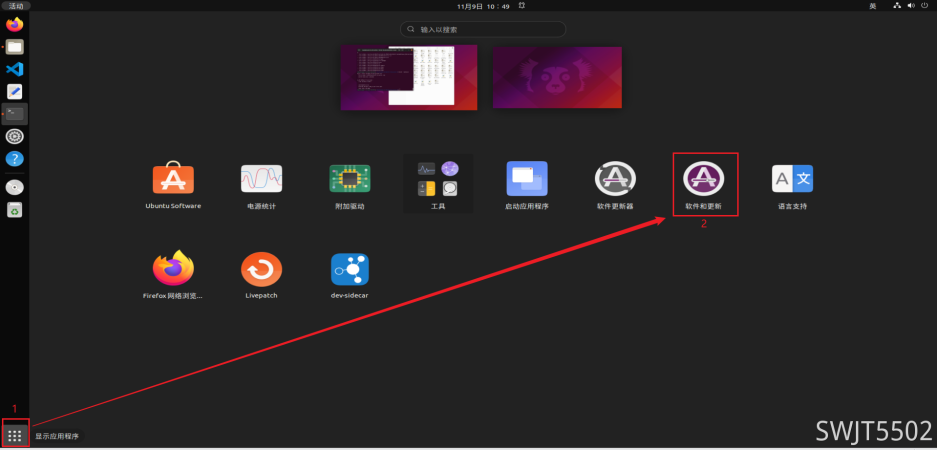 活动
11月9日 10：49
英
输入以搜索
Ubuntu Software
电源统计
附加驱动
工具
启动应用程序
软件更新器
软件和更新
语言支持
2
Firefox 网络浏览...
Livepatch
dev-sidecar
1
显示应用程序
SWJT5502